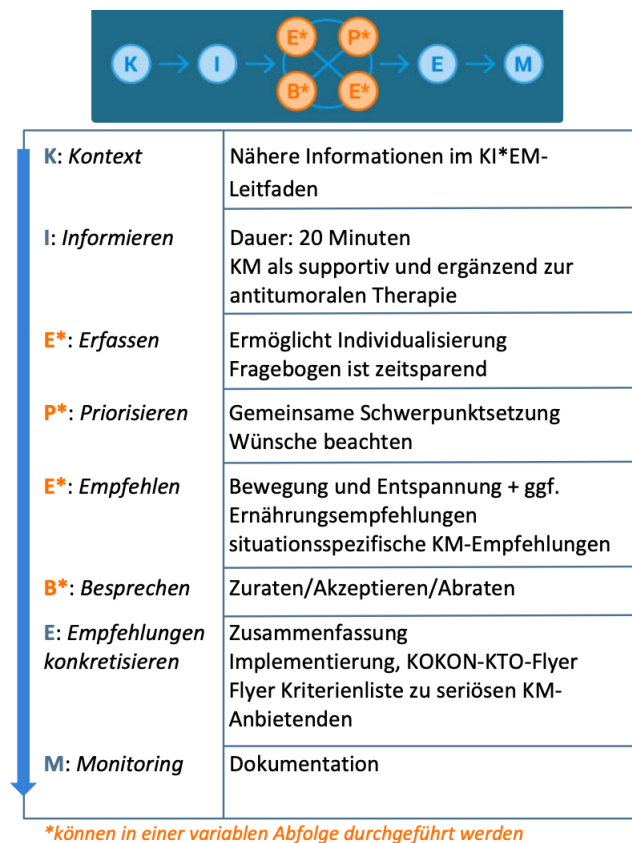 K I E* P* B* E* E M
K: Kontext
Nähere Informationen im KI*EM-
Leitfaden
I: Informieren
Dauer: 20 Minuten
KM als supportiv und ergänzend zur
antitumoralen Therapie
E*: Erfassen
Ermöglicht Individualisierung
Fragebogen ist zeitsparend
P*: Priorisieren
Gemeinsame Schwerpunktsetzung
Wünsche beachten
E*: Empfehlen
Bewegung und Entspannung + ggf.
Ernährungsempfehlungen
situationsspezifische KM-Empfehlungen
B*: Besprechen
Zuraten/Akzeptieren/Abraten
E: Empfehlungen
konkretisieren
Zusammenfassung
Implementierung, KOKON-KTO-Flyer
Flyer Kriterienliste zu seriösen KM-
Anbietenden
M: Monitoring
Dokumentation
*können in einer variablen Abfolge durchgeführt werden